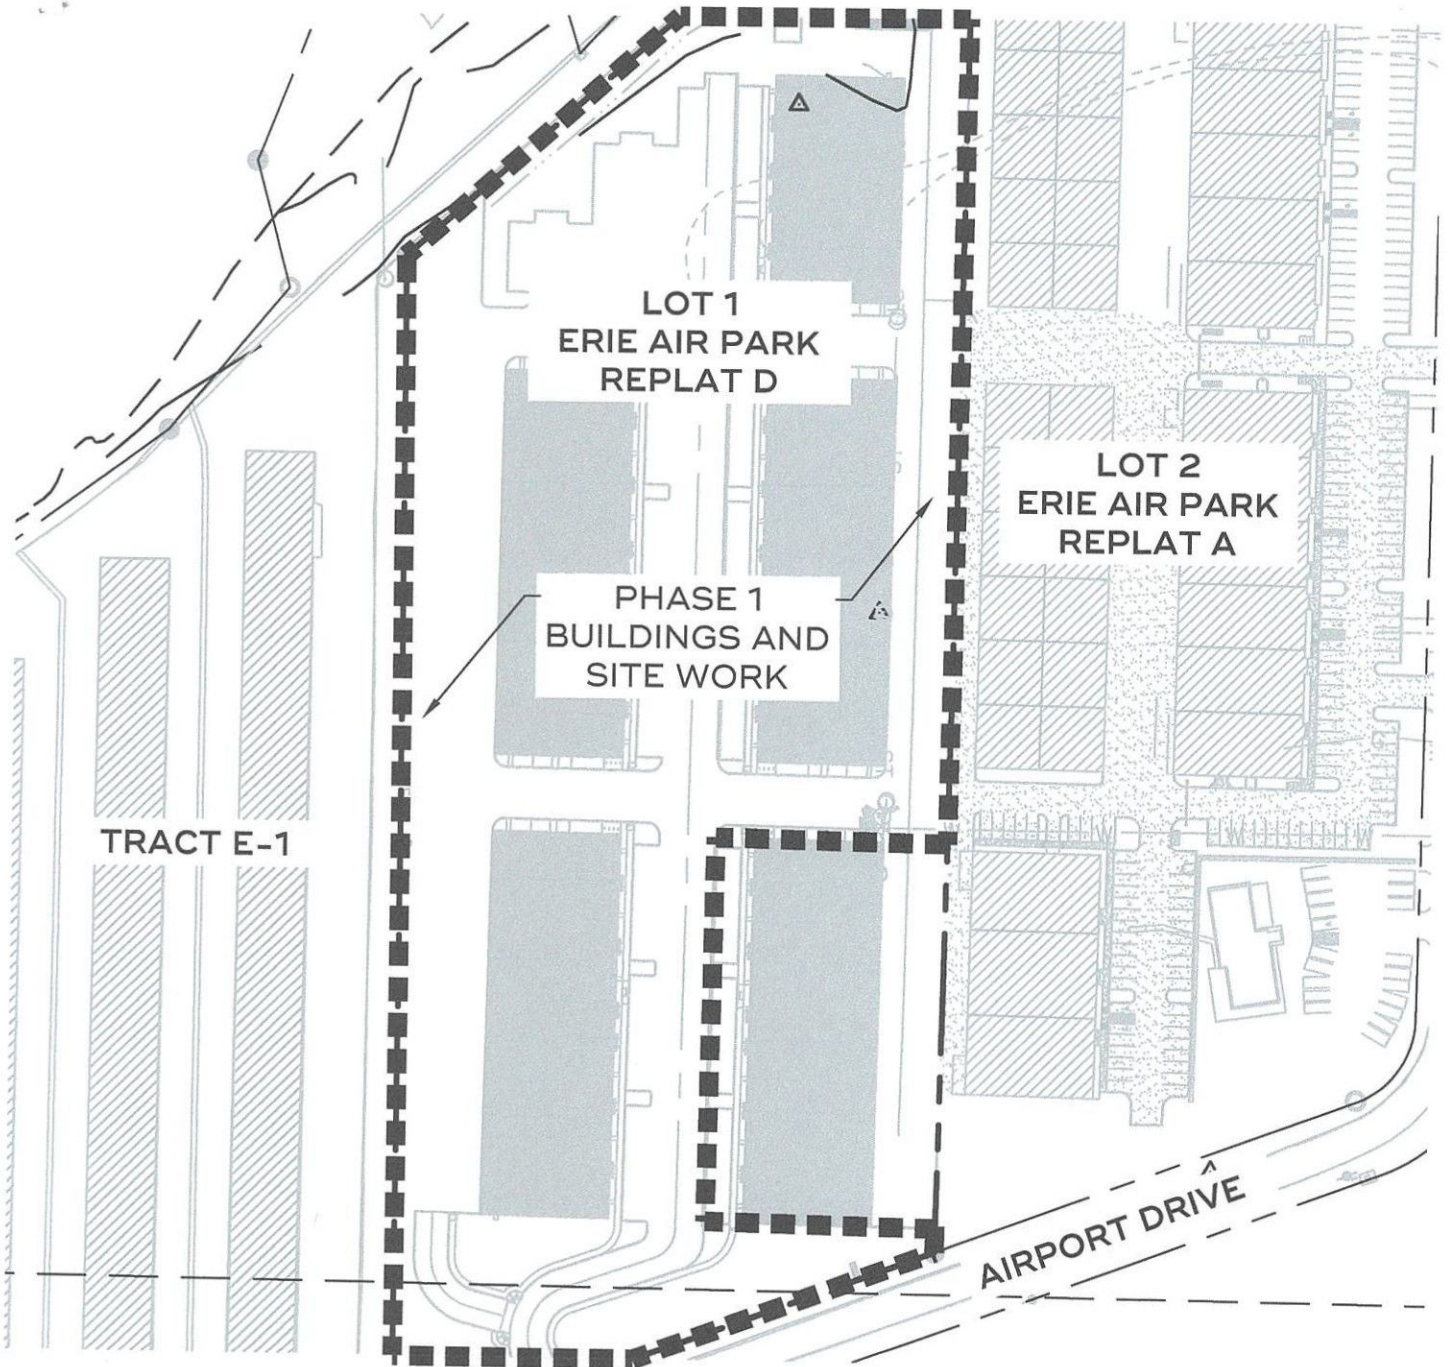 LOT 1
ERIE AIR PARK
REPLAT D
LOT 2
ERIE AIR PARK
REPLAT A
PHASE 1
BUILDINGS AND
SITE WORK
TRACT E-1
AIRPORT DRIVE